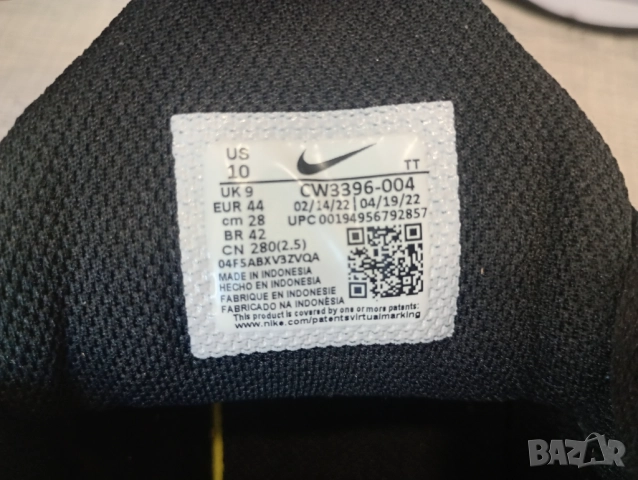 US
10
TT
UK 9
CW3396-004
EUR 44
02/14/22 04/19/22
cm 28
UPC 00194956792857
BR 42
CN 280(2.5)
04F5ABXV3ZVQA
MADE IN INDONESIA
HECHO EN INDONESIA
FABRIQUE EN INDONESIE
FABRICADO NA INDONÉSIA
This product is covered by one or more patents:
www.nike.com/patentsvirtualmarking
BAZAR